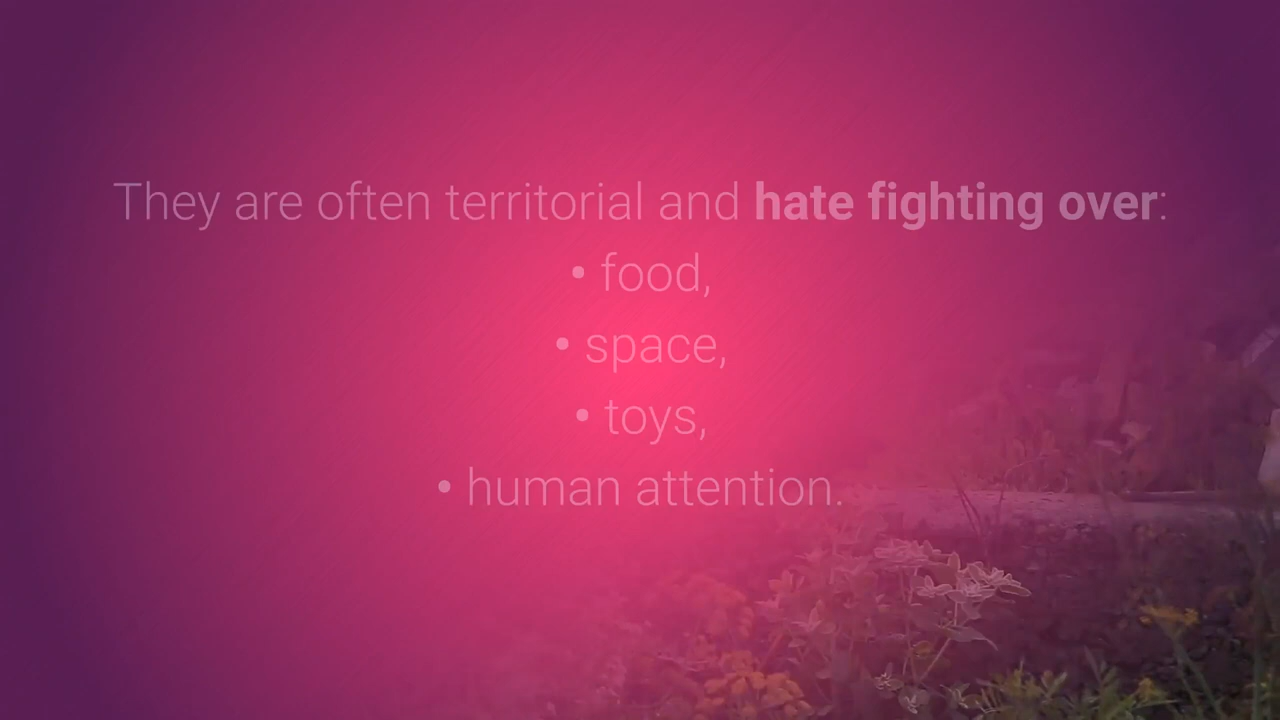 They are often territorial and hate fighting over:
• food,
• space,
• toys,
• human attention.